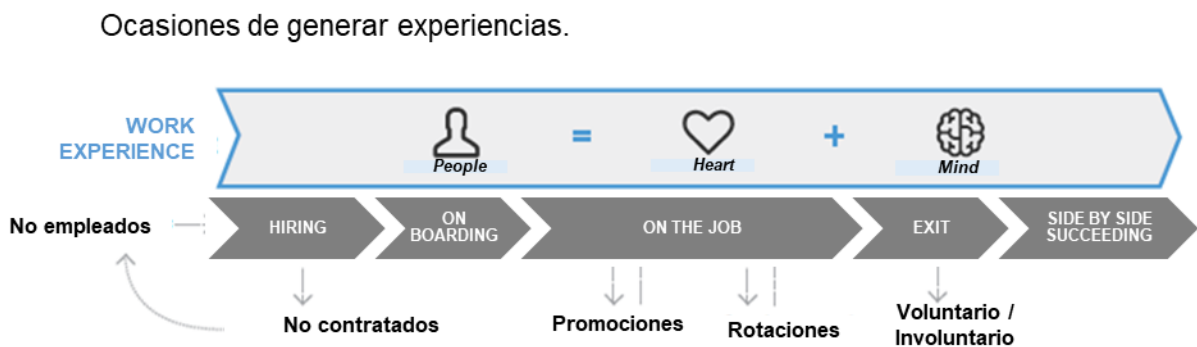 Ocasiones de generar experiencias.
WORK
EXPERIENCE
People
=
Heart
+
Mind
No empleados
HIRING
ON
BOARDING
ON THE JOB
EXIT
SIDE BY SIDE
SUCCEEDING
No contratados
Promociones
Rotaciones
Voluntario /
Involuntario